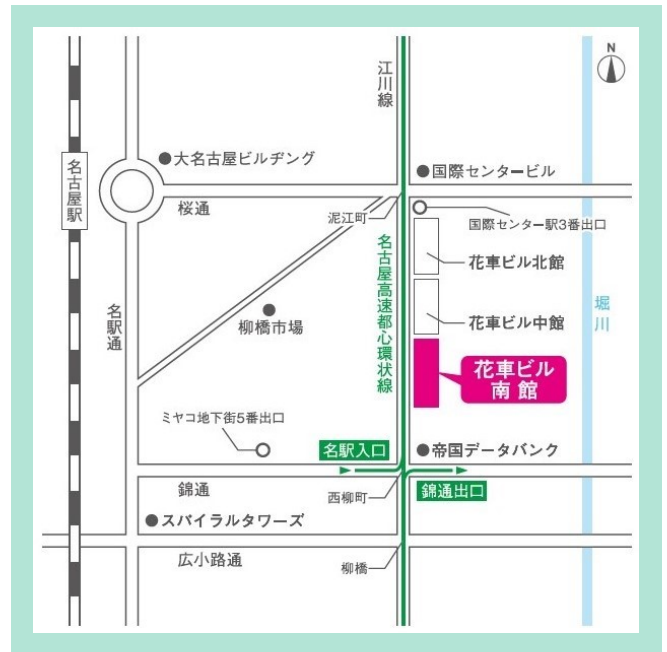 N
江川線
大名古屋ビルヂング
国際センタービル
名古屋駅
桜通
泥江町
国際センター駅3番出口
花車ビル北館
名古屋高速都心環状線
堀川
名駅通
柳橋市場
花車ビル中館
花車ビル
南館
ミヤコ地下街5番出口
名駅入口
帝国データバンク
錦通
西柳町
錦通出口
スパイラルタワーズ
広小路通
柳橋